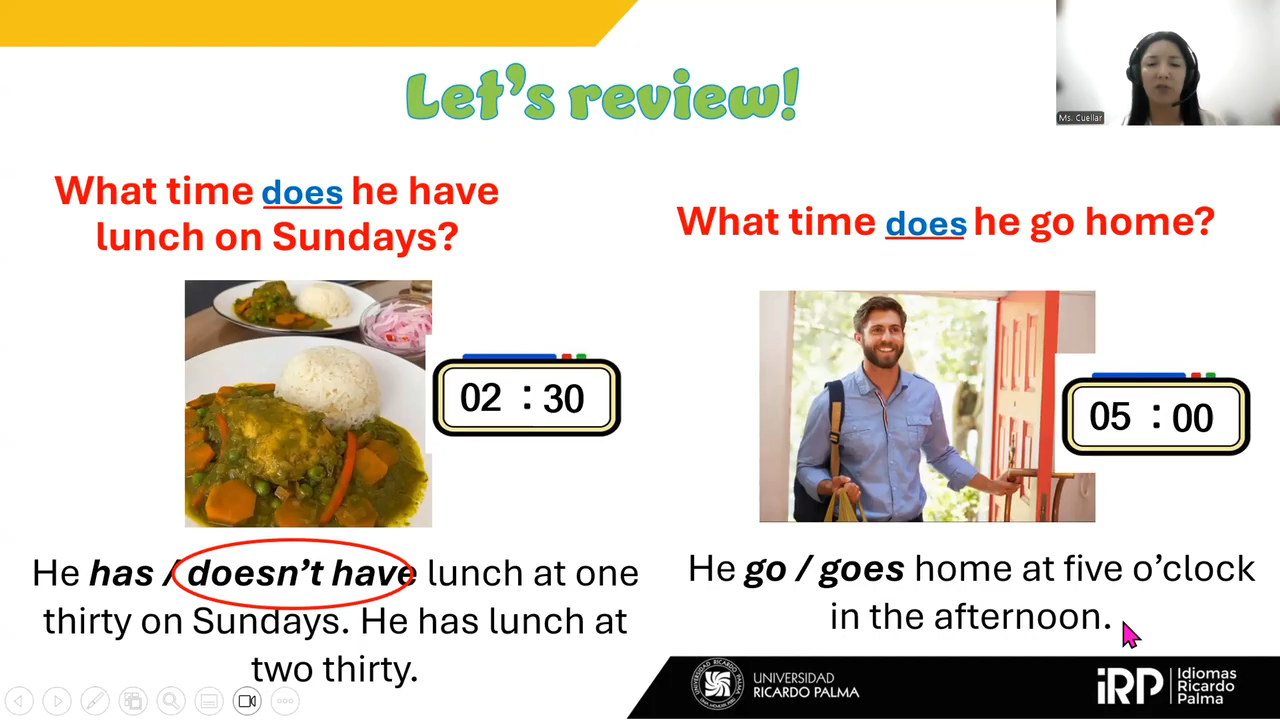 Let's review!
Ms. Cuellar
What time does he have
lunch on Sundays?
02 : 30
He has / doesn't have lunch at one
thirty on Sundays. He has lunch at
two thirty.
What time does he go home?
05 : 00
He go / goes home at five o'clock
in the afternoon.
UNIVERSIDAD
RICARDO PALMA
iRP
Idiomas
Ricardo
Palma